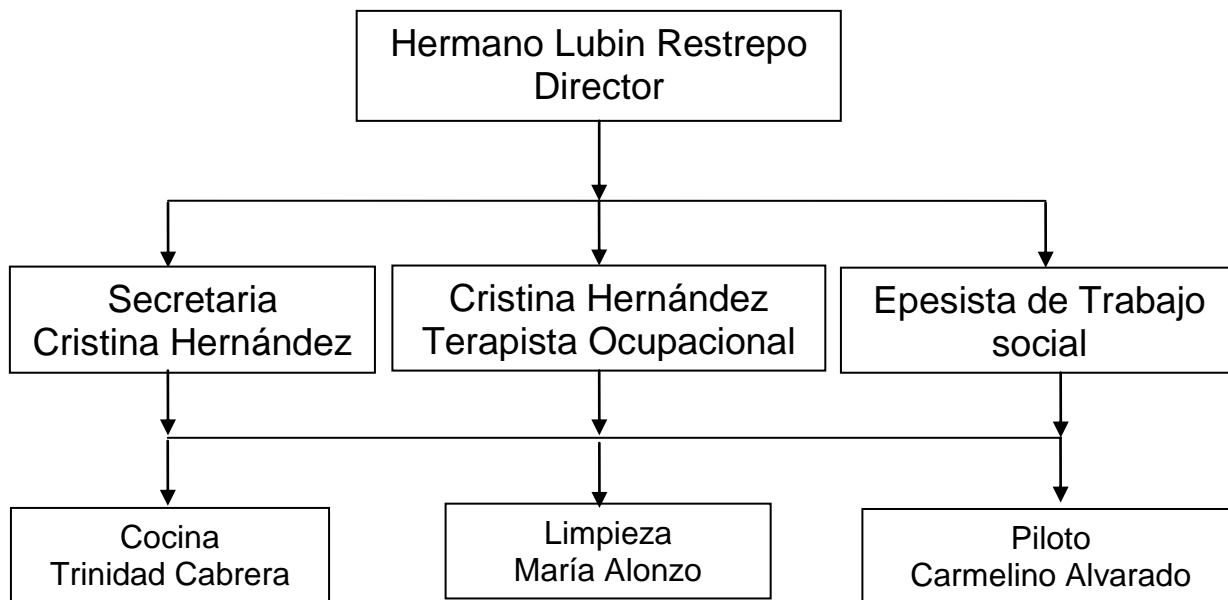 Hermano Lubin Restrepo
Director
Secretaria
Cristina Hernández
Cristina Hernández
Terapista Ocupacional
Epesista de Trabajo
social
Cocina
Trinidad Cabrera
Limpieza
María Alonzo
Piloto
Carmelino Alvarado